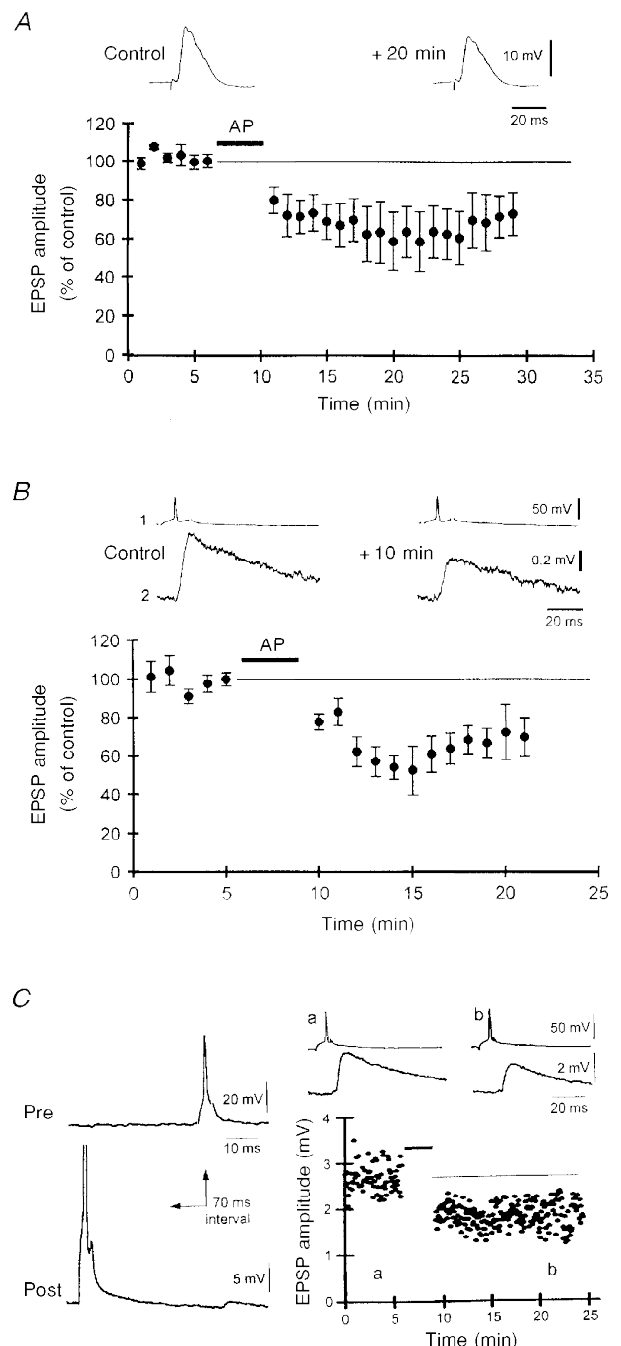 A
Control
+ 20 min
10 mV
20 ms
AP
EPSP amplitude
(% of control)
120
100
80
60
40
20
0
0 5 10 15 20 25 30 35
Time (min)
B
1
50 mV
Control
+ 10 min
0.2 mV
2
20 ms
AP
EPSP amplitude
(% of control)
120
100
80
60
40
20
0
0 5 10 15 20 25
Time (min)
C
Pre
20 mV
10 ms
70 ms
interval
Post
5 mV
a
b
50 mV
2 mV
20 ms
EPSP amplitude (mV)
4
3
2
1
0
a
b
0 5 10 15 20 25
Time (min)